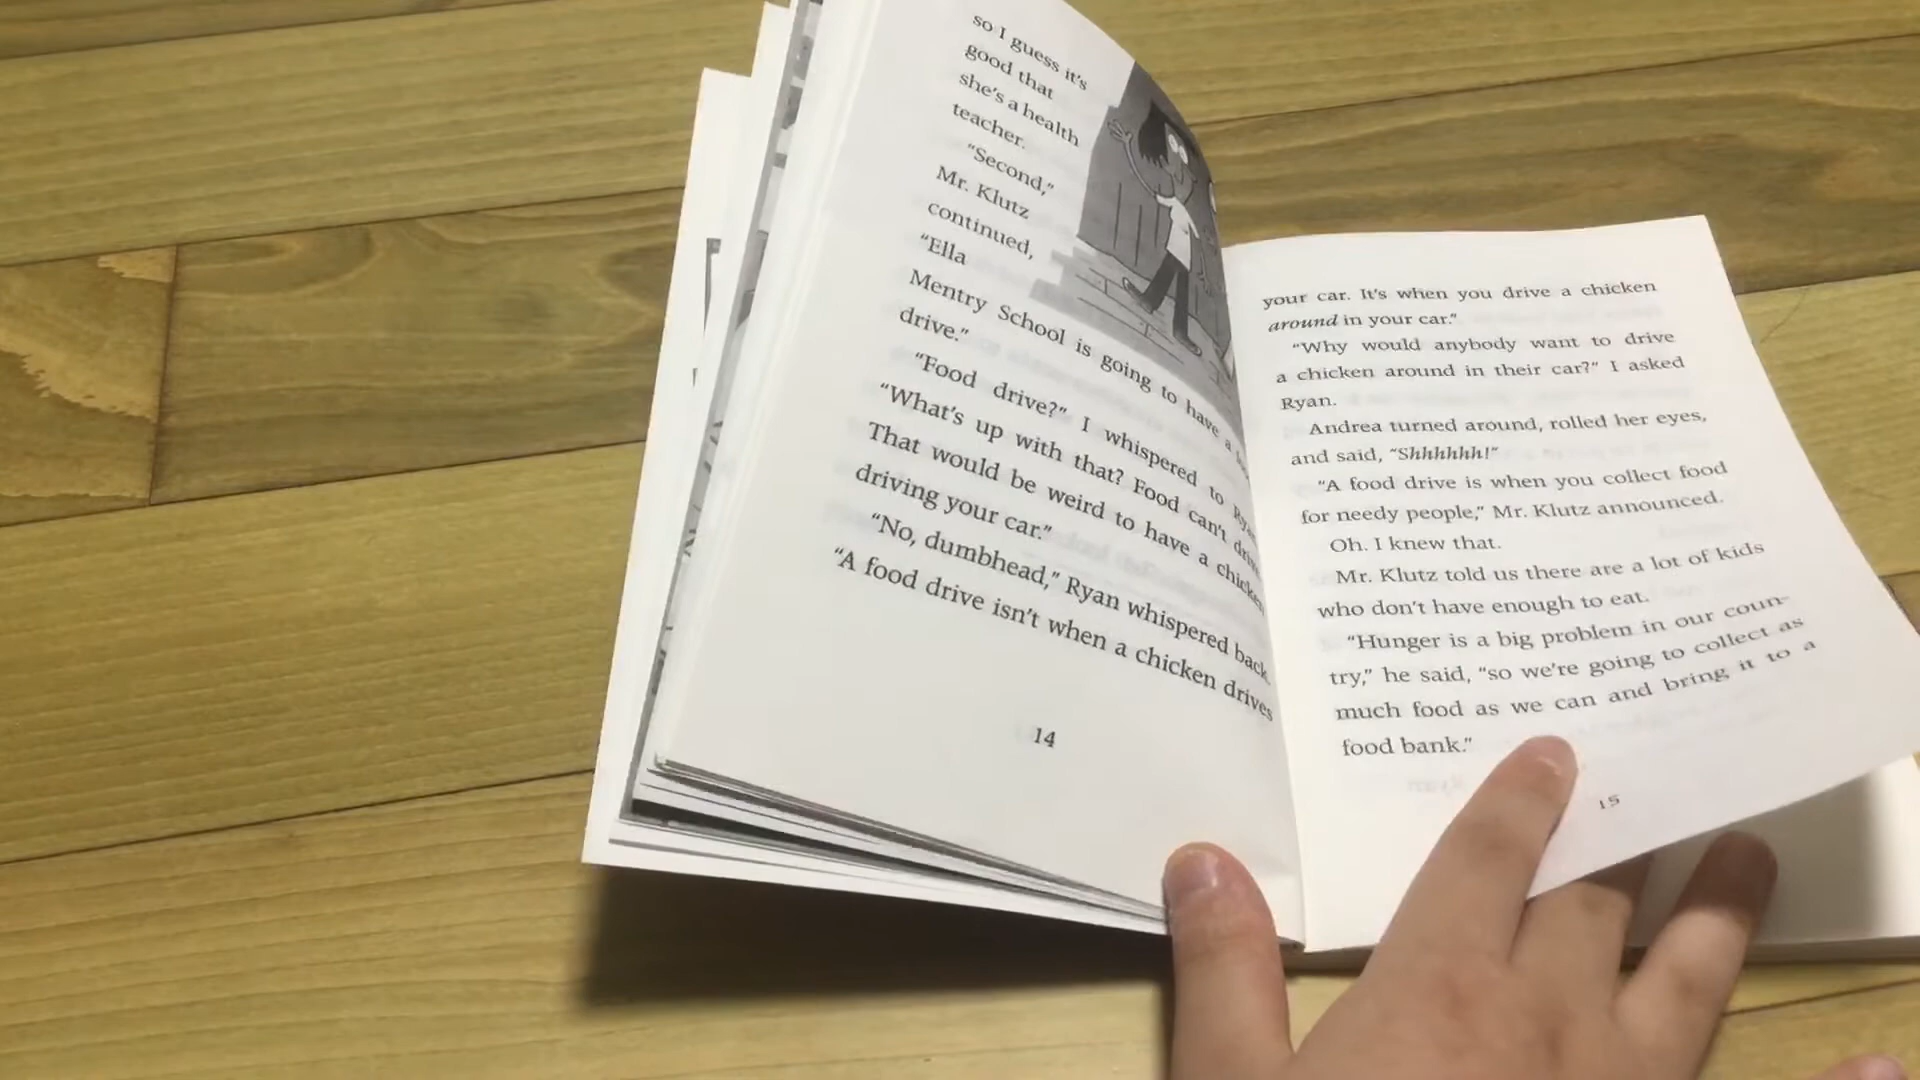 so I guess it's
good that
she's a health
teacher.
“Second,”
Mr. Klutz
continued,
“Ella
Mentry School is going to have a
drive.”
“Food drive?” I whispered to Ryan.
“What's up with that? Food can't drive.
That would be weird to have a chicken
driving your car.”
“No, dumbhead,” Ryan whispered back.
“A food drive isn't when a chicken drives
14
your car. It's when you drive a chicken
around in your car.”
“Why would anybody want to drive
a chicken around in their car?” I asked
Ryan.
Andrea turned around, rolled her eyes,
and said, “Shhhhhh!”
“A food drive is when you collect food
for needy people,” Mr. Klutz announced.
Oh. I knew that.
Mr. Klutz told us there are a lot of kids
who don't have enough to eat.
“Hunger is a big problem in our coun-
try,” he said, “so we're going to collect as
much food as we can and bring it to a
food bank.”
15